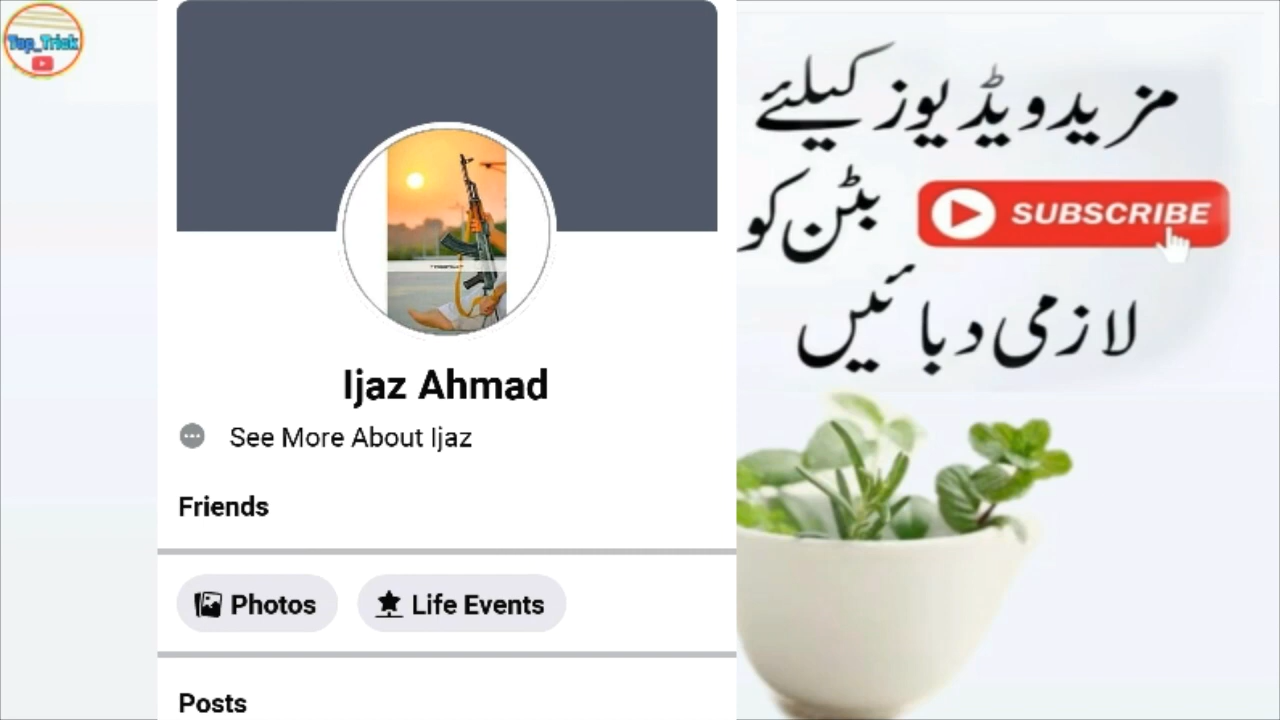 Top_Trick
Ijaz Ahmad
See More About Ijaz
Friends
Photos
Life Events
Posts
مزید ویڈیوز کیلئے
SUBSCRIBE بٹن کو
لازمی دبائیں